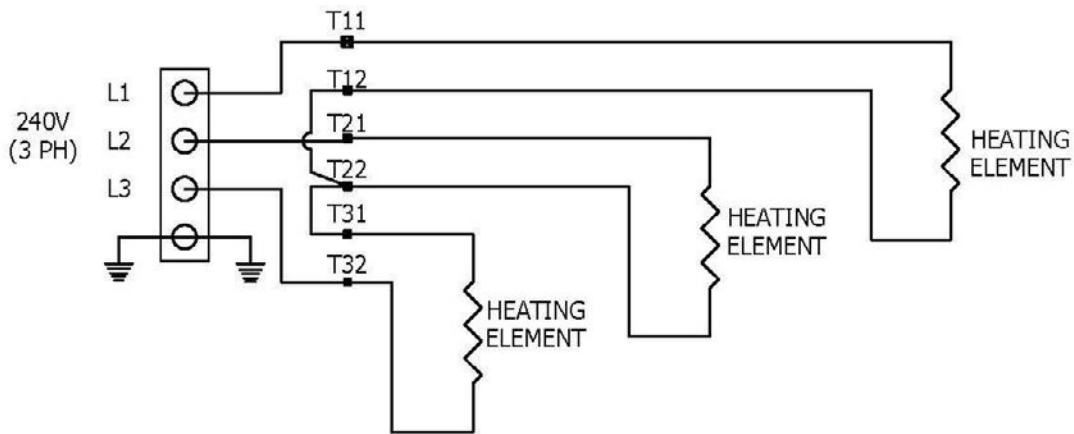 T11
L1
T12
240V
(3 PH)
L2
T21
L3
T22
T31
T32
HEATING
ELEMENT
HEATING
ELEMENT
HEATING
ELEMENT